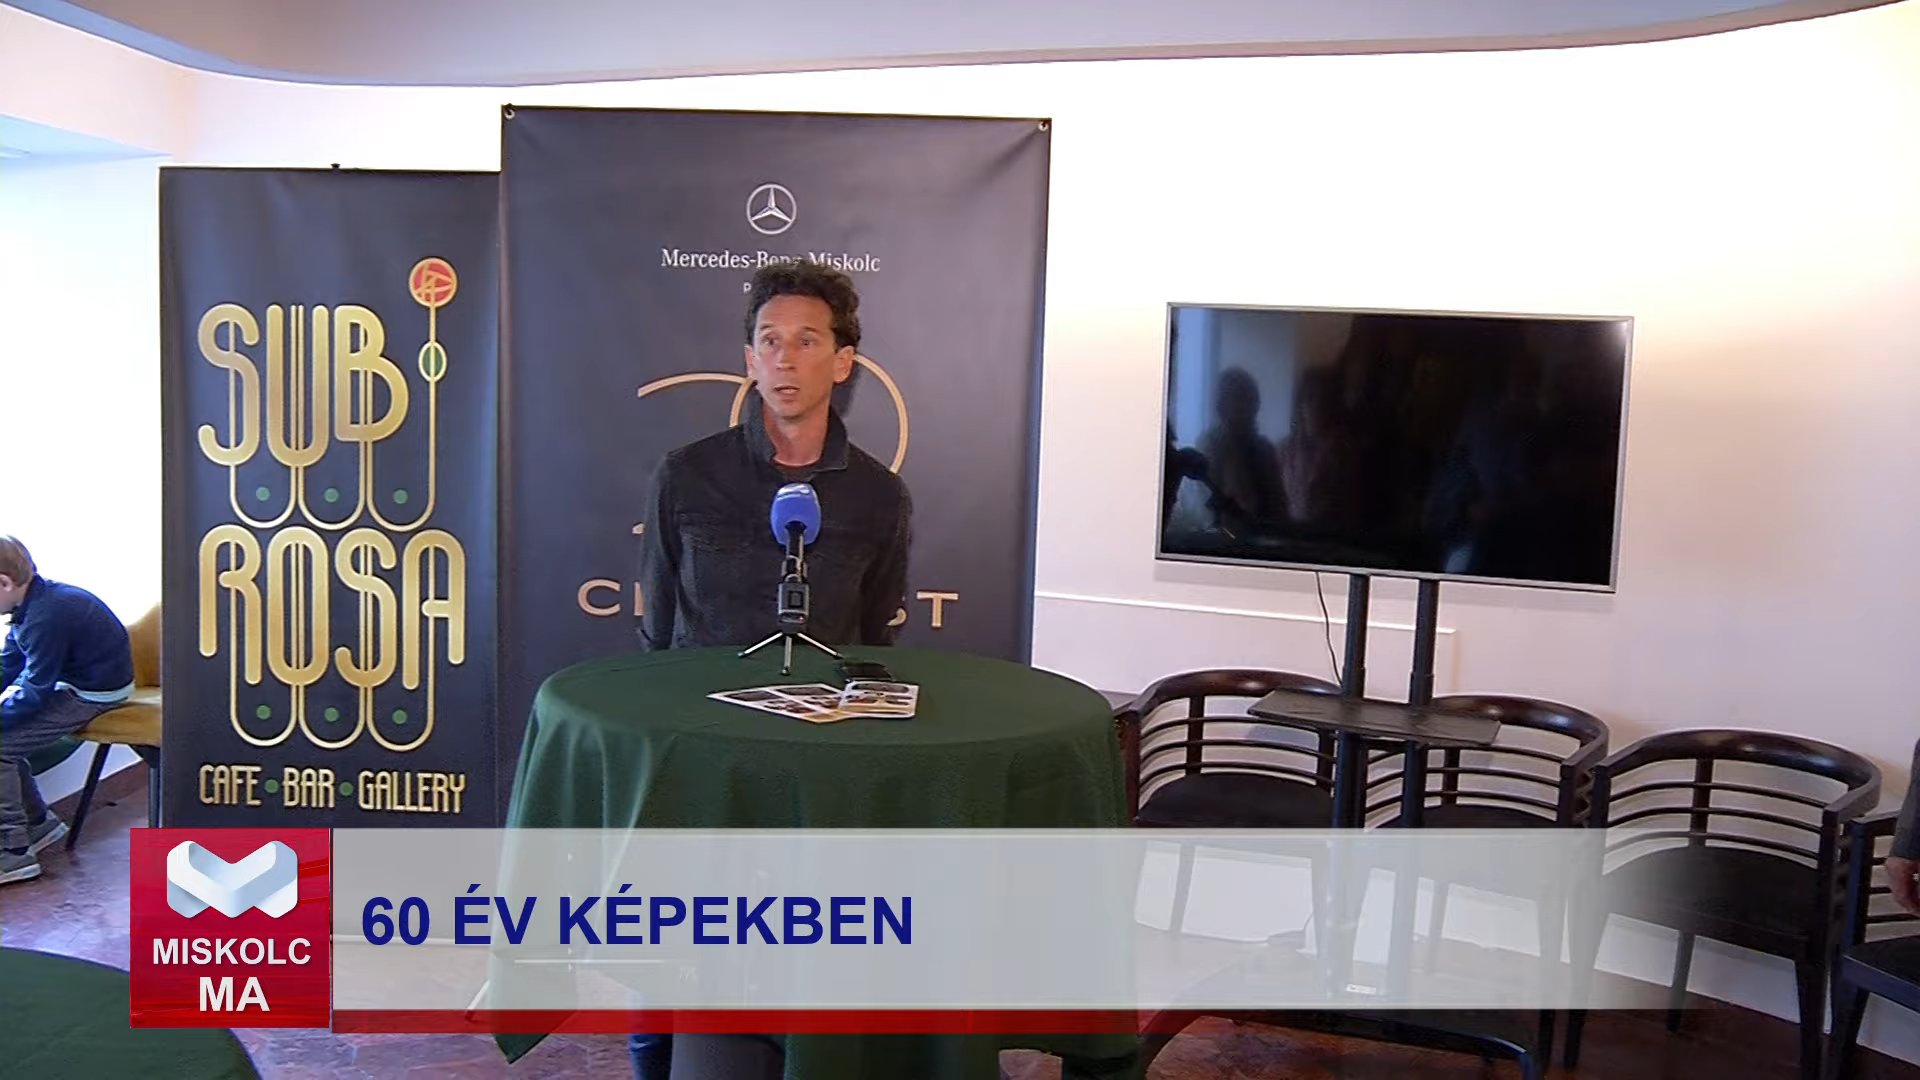 Mercedes-Benz Miskolc
SUB
ROSA
CAFE • BAR • GALLERY
60 ÉV KÉPEKBEN
MISKOLC
MA